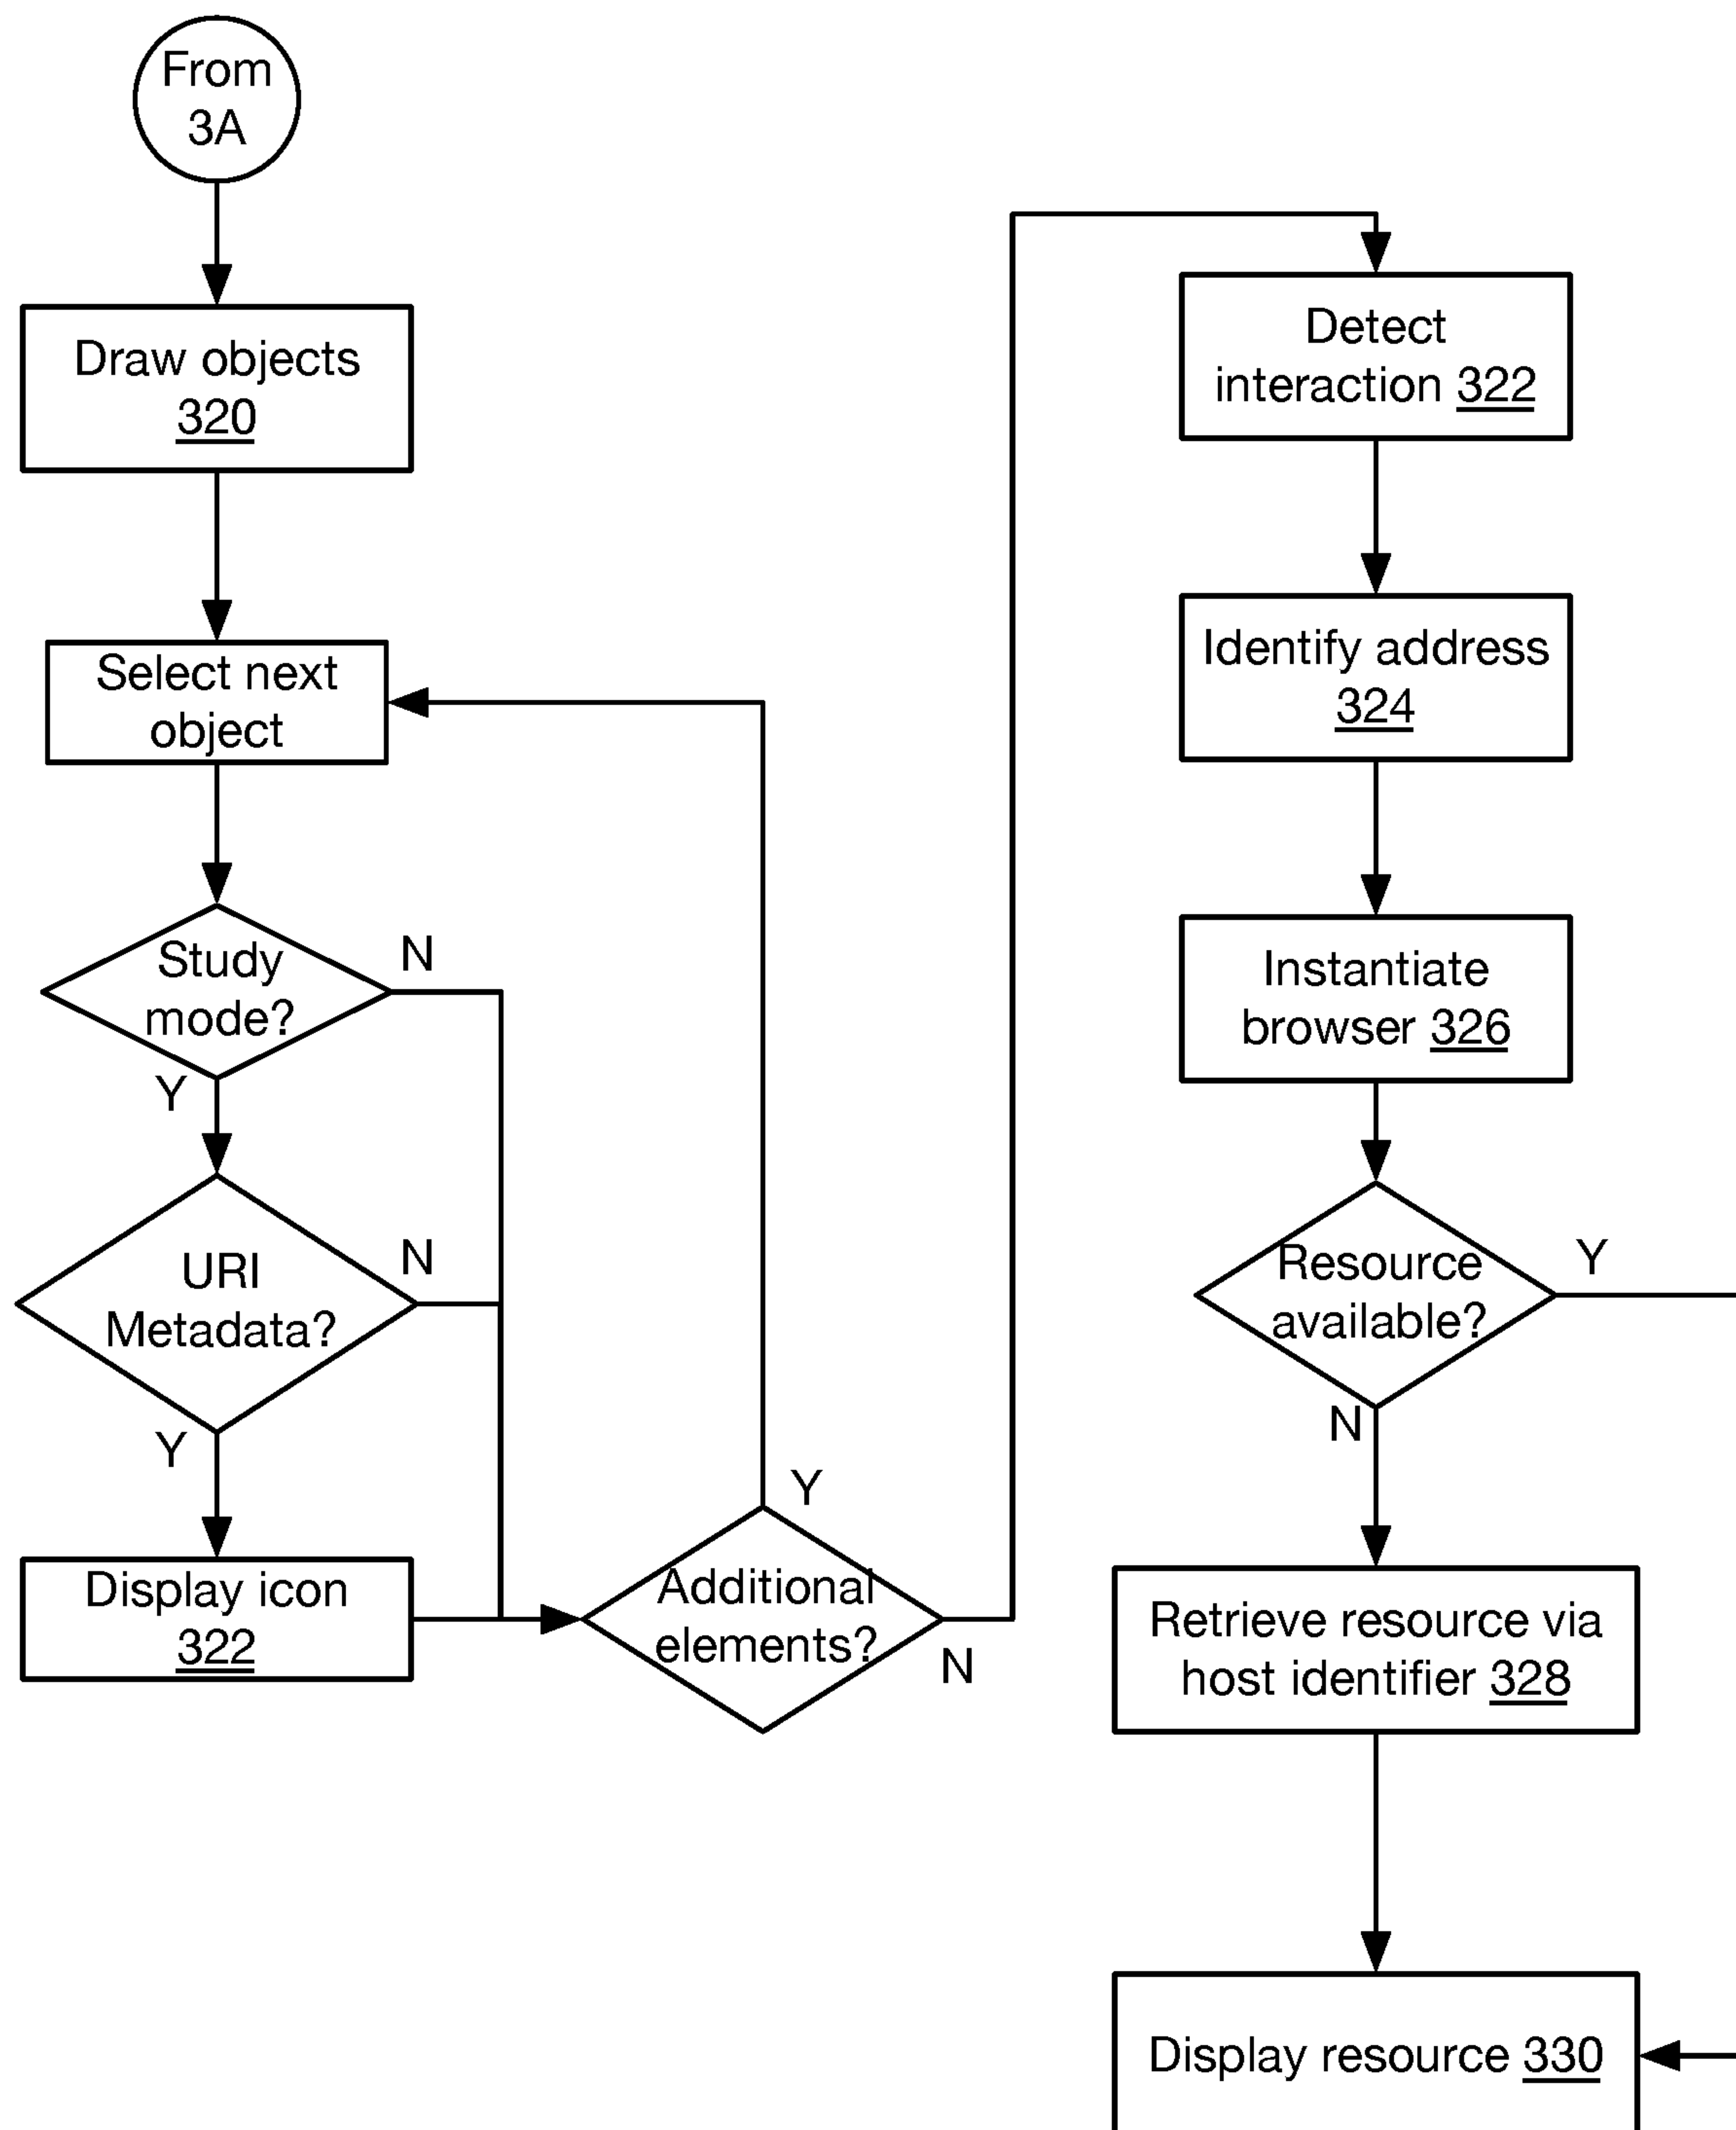 From
3A
Draw objects
320
Select next
object
Study
mode?
N
Y
URI
Metadata?
N
Y
Display icon
322
Additional
elements?
Y
N
Detect
interaction 322
Identify address
324
Instantiate
browser 326
Resource
available?
Y
N
Retrieve resource via
host identifier 328
Display resource 330